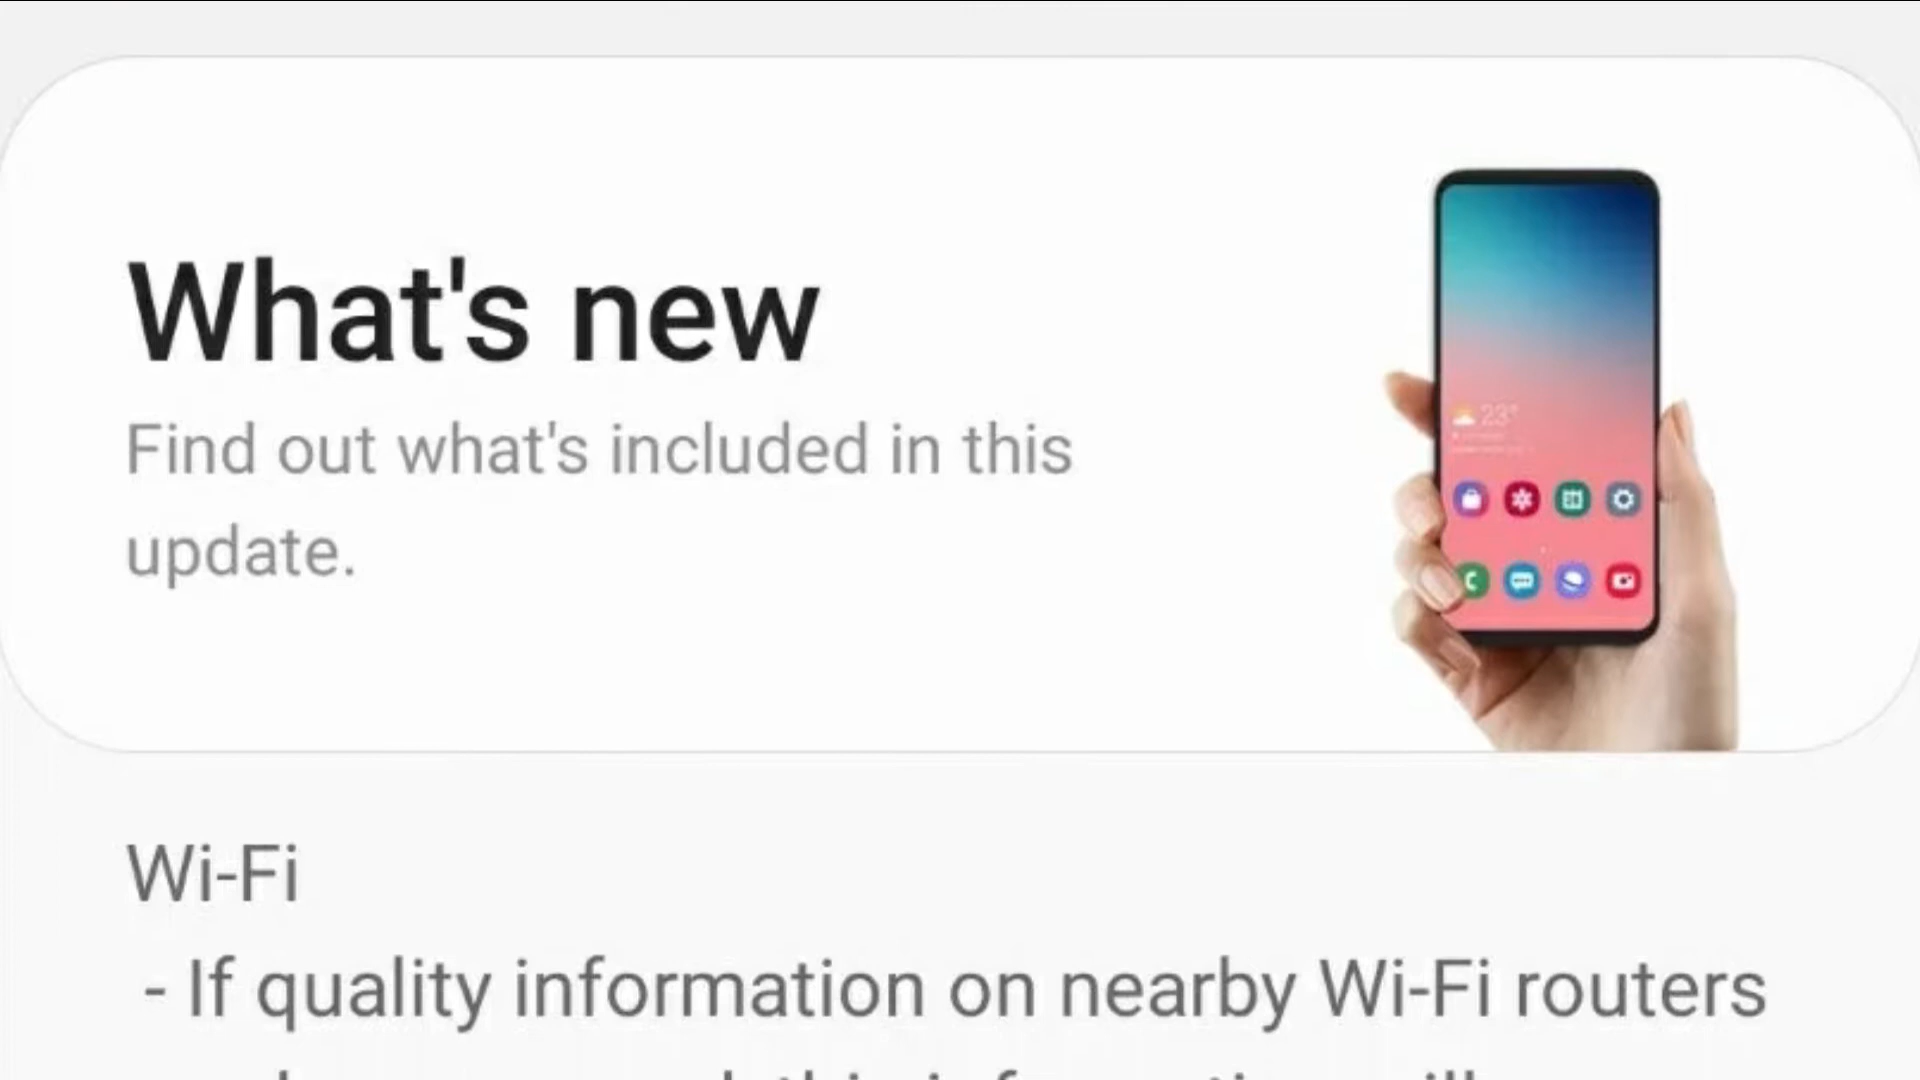 What's new
Find out what's included in this
update.
23°
Wi-Fi
- If quality information on nearby Wi-Fi routers